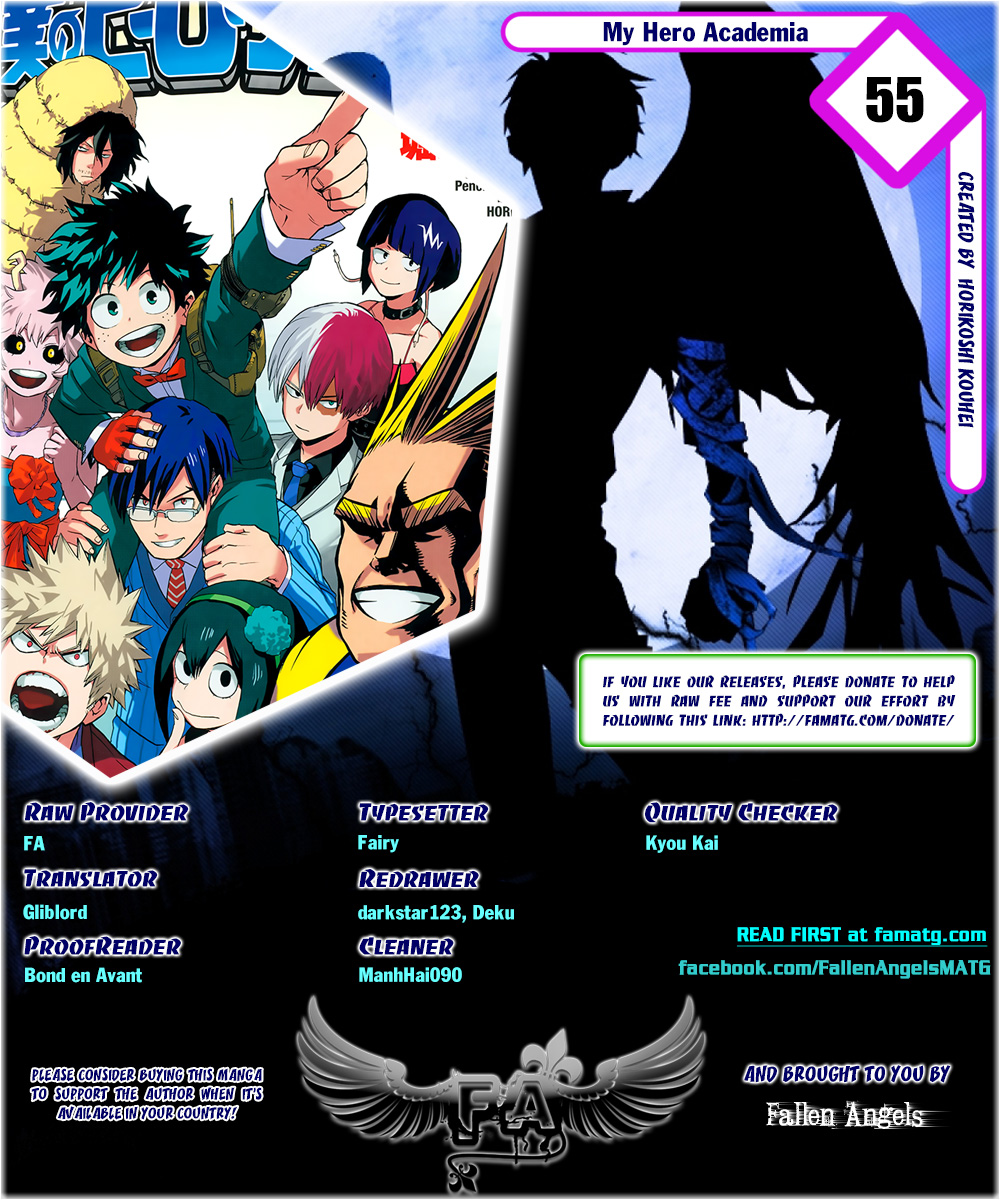 僕のヒロ
My Hero Academia
55
CREATED BY HORIKOSHI KOUHEI
IF YOU LIKE OUR RELEASES, PLEASE DONATE TO HELP
US WITH RAW FEE AND SUPPORT OUR EFFORT BY
FOLLOWING THIS LINK: HTTP://FAMATG.COM/DONATE/
RAW PROVIDER
FA
TRANSLATOR
Gliblord
PROOFREADER
Bond en Avant
TYPESETTER
Fairy
REDRAWER
darkstar123, Deku
CLEANER
ManhHai090
QUALITY CHECKER
Kyou Kai
READ FIRST at famatg.com
facebook.com/FallenAngelsMATG
PLEASE CONSIDER BUYING THIS MANGA
TO SUPPORT THE AUTHOR WHEN IT'S
AVAILABLE IN YOUR COUNTRY!
FA
AND BROUGHT TO YOU BY
Fallen Angels